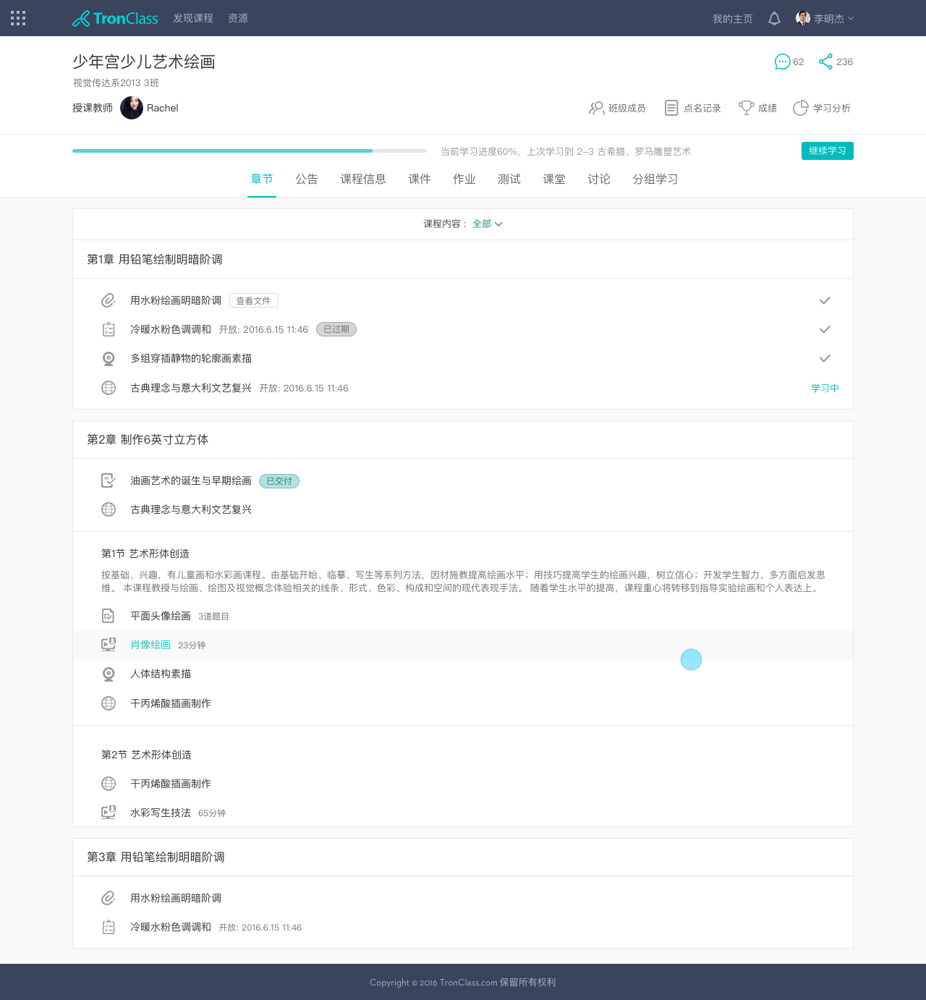 TronClass 发现课程 资源 我的主页 李明杰
少年宫少儿艺术绘画 62 236
视觉传达系2013 3班
授课教师 Rachel 班级成员 点名记录 成绩 学习分析
当前学习进度60%，上次学习到 2-3 古希腊、罗马雕塑艺术 继续学习
章节 公告 课程信息 课件 作业 测试 课堂 讨论 分组学习
课程内容： 全部
第1章 用铅笔绘制明暗阶调
用水粉绘画明暗阶调 查看文件
冷暖水粉色调调和 开放: 2016.6.15 11:46 已过期
多组穿插静物的轮廓画素描
古典理念与意大利文艺复兴 开放: 2016.6.15 11:46 学习中
第2章 制作6英寸立方体
油画艺术的诞生与早期绘画 已交付
古典理念与意大利文艺复兴
第1节 艺术形体创造
按基础、兴趣，有儿童画和水彩画课程。由基础开始、临摹、写生等系列方法，因材施教提高绘画水平；用技巧提高学生的绘画兴趣，树立信心；开发学生智力、多方面启发思
维。 本课程教授与绘画、绘图及视觉概念体验相关的线条、形式、色彩、构成和空间的现代表现手法。 随着学生水平的提高，课程重心将转移到指导实验绘画和个人表达上。
平面头像绘画 3道题目
肖像绘画 23分钟
人体结构素描
干丙烯酸插画制作
第2节 艺术形体创造
干丙烯酸插画制作
水彩写生技法 65分钟
第3章 用铅笔绘制明暗阶调
用水粉绘画明暗阶调
冷暖水粉色调调和 开放: 2016.6.15 11:46
Copyright © 2016 TronClass.com 保留所有权利